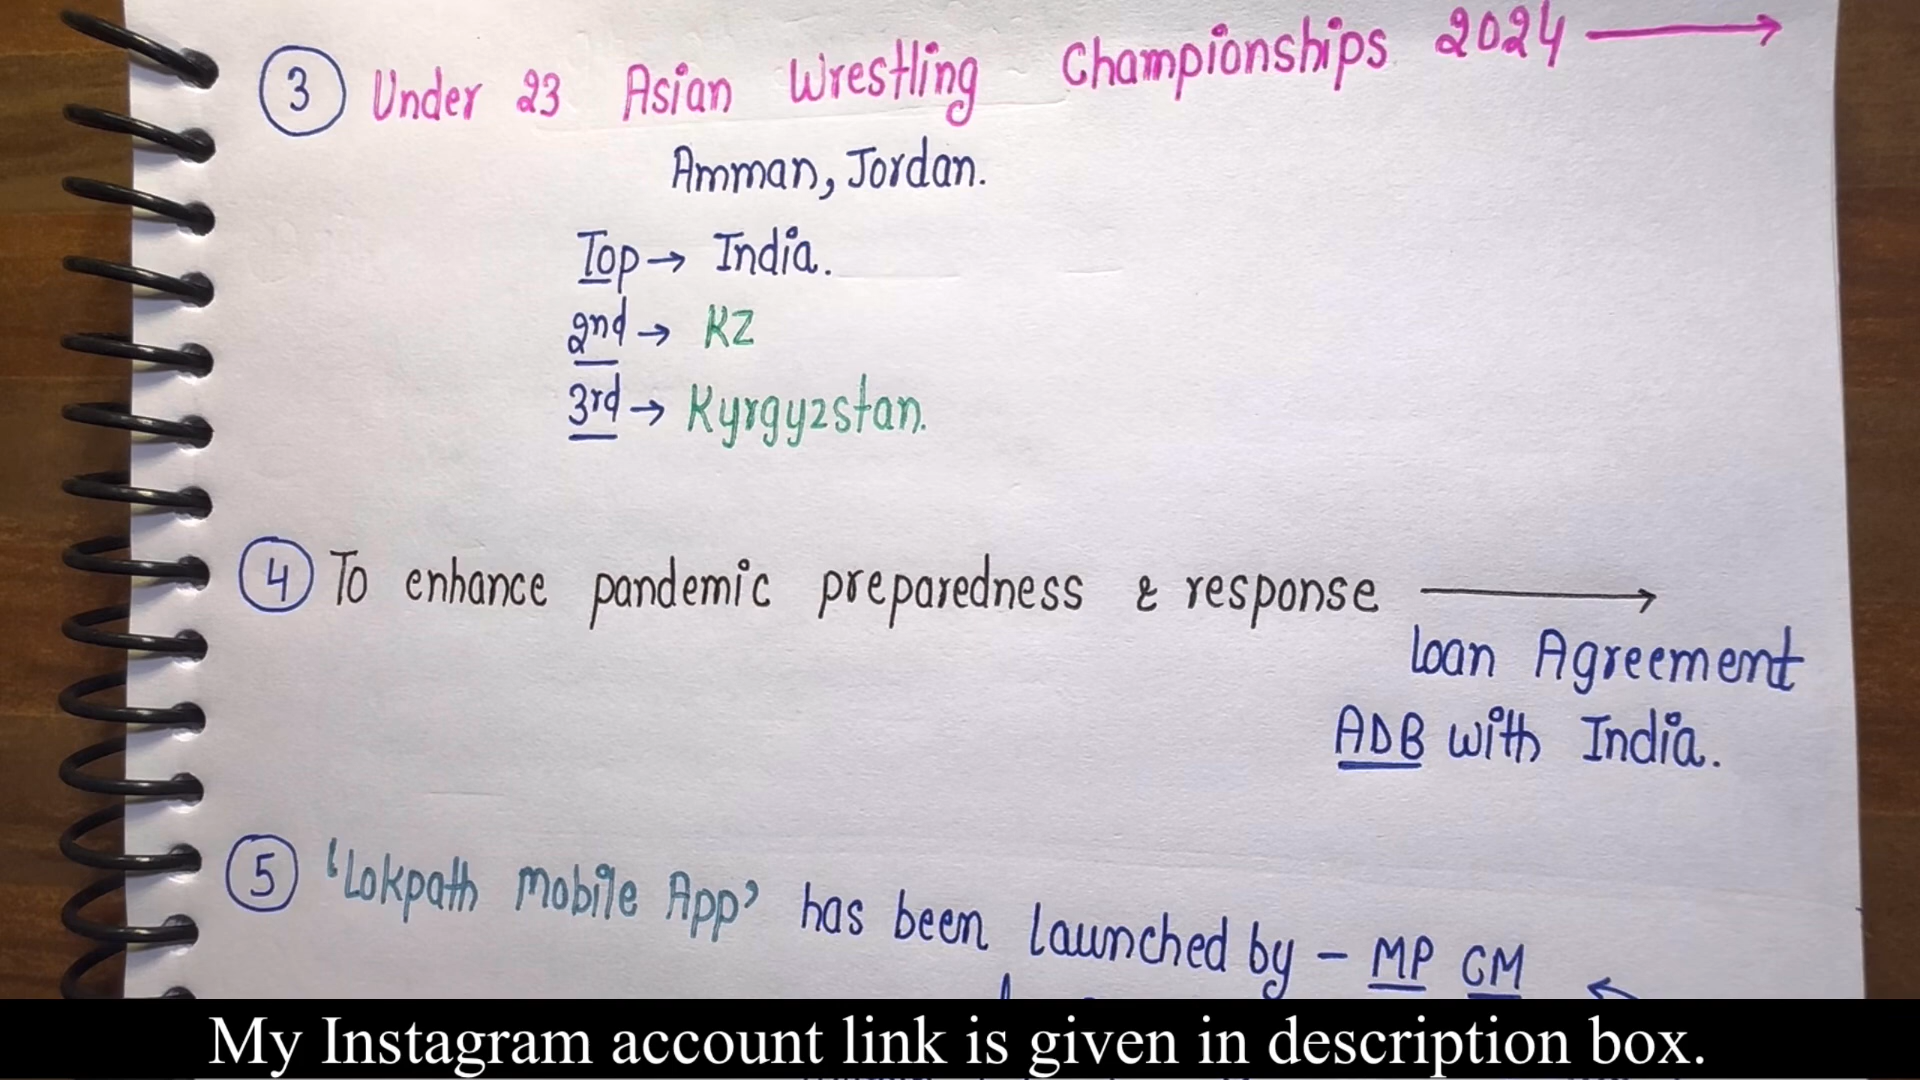 ③ Under 23 Asian Wrestling Championships 2024 →
Amman, Jordan.
Top → India.
2nd → KZ
3rd → Kyrgyzstan.
④ To enhance pandemic preparedness & response →
Loan Agreement
ADB with India.
⑤ 'Lokpath Mobile App' has been launched by - MP CM ←
My Instagram account link is given in description box.